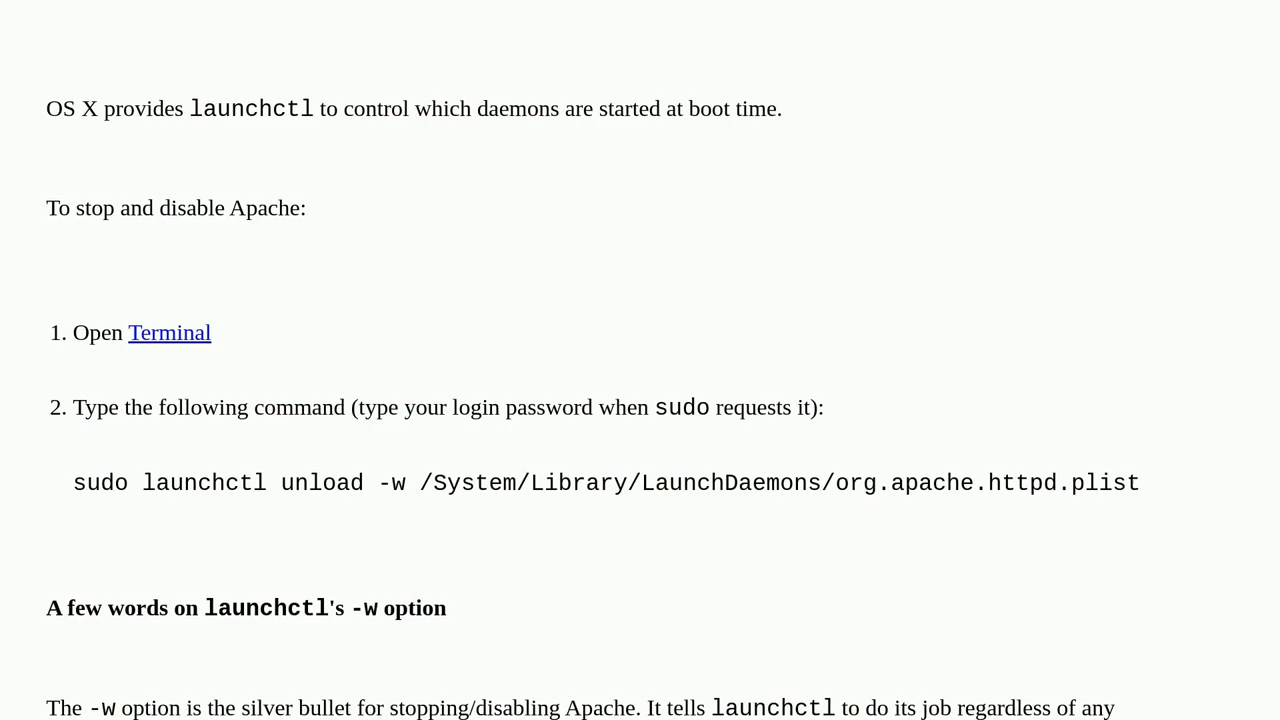 OS X provides launchctl to control which daemons are started at boot time.
To stop and disable Apache:
1. Open Terminal
2. Type the following command (type your login password when sudo requests it):
sudo launchctl unload -w /System/Library/LaunchDaemons/org.apache.httpd.plist
A few words on launchctl's -w option
The -w option is the silver bullet for stopping/disabling Apache. It tells launchctl to do its job regardless of any